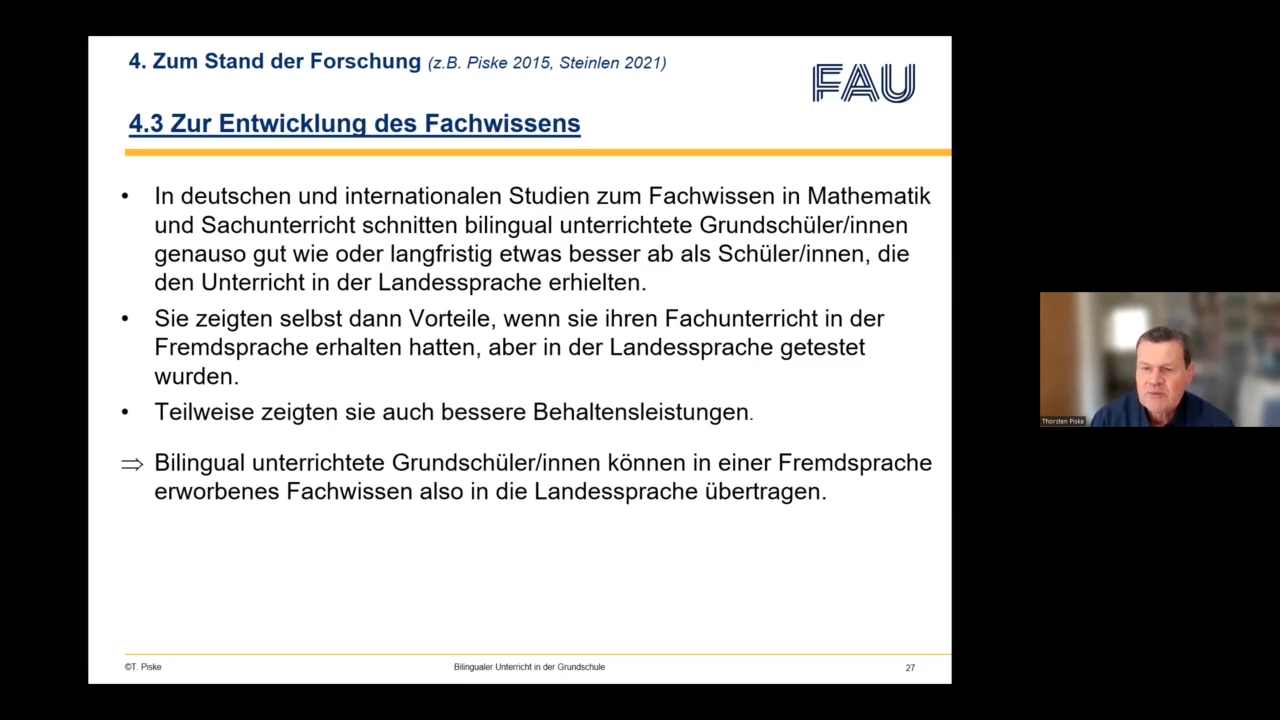 4. Zum Stand der Forschung (z.B. Piske 2015, Steinlen 2021)
FAU
4.3 Zur Entwicklung des Fachwissens
• In deutschen und internationalen Studien zum Fachwissen in Mathematik
und Sachunterricht schnitten bilingual unterrichtete Grundschüler/innen
genauso gut wie oder langfristig etwas besser ab als Schüler/innen, die
den Unterricht in der Landessprache erhielten.
• Sie zeigten selbst dann Vorteile, wenn sie ihren Fachunterricht in der
Fremdsprache erhalten hatten, aber in der Landessprache getestet
wurden.
• Teilweise zeigten sie auch bessere Behaltensleistungen.
⇒ Bilingual unterrichtete Grundschüler/innen können in einer Fremdsprache
erworbenes Fachwissen also in die Landessprache übertragen.
©T. Piske
Bilingualer Unterricht in der Grundschule
27
Thorsten Piske